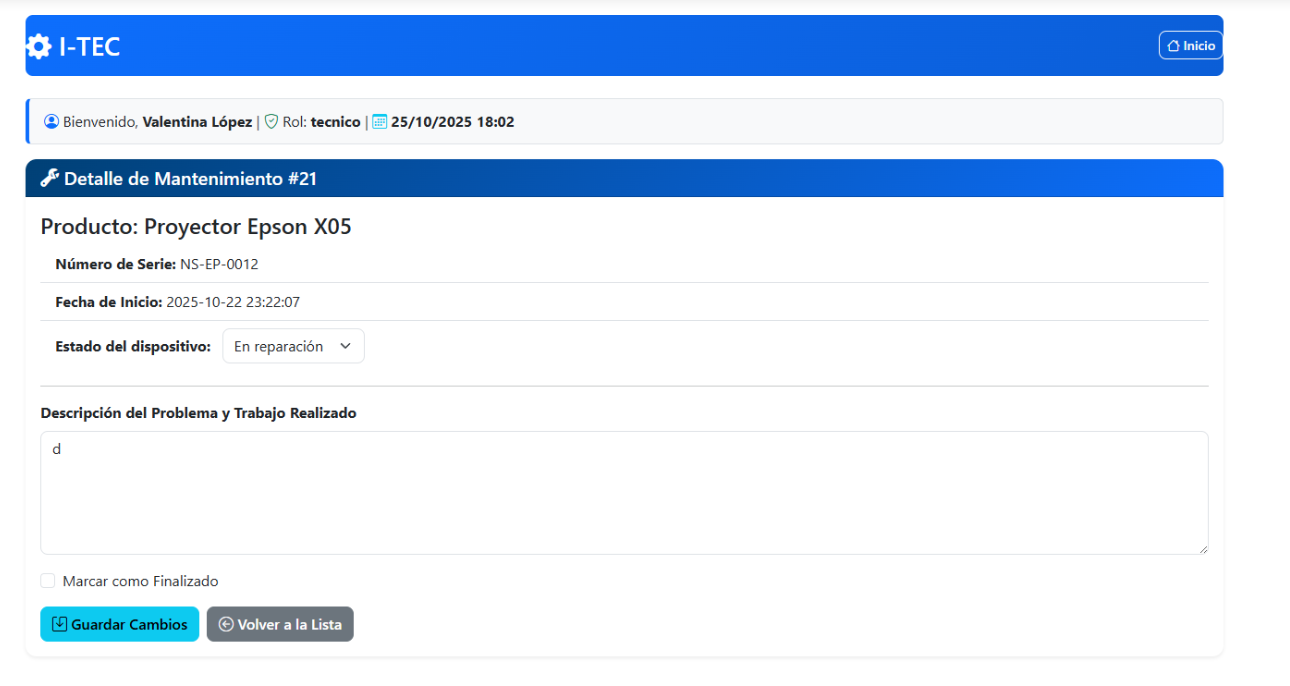 I-TEC
Inicio
Bienvenido, Valentina López | Rol: tecnico | 25/10/2025 18:02
Detalle de Mantenimiento #21
Producto: Proyector Epson X05
Número de Serie: NS-EP-0012
Fecha de Inicio: 2025-10-22 23:22:07
Estado del dispositivo: En reparación
Descripción del Problema y Trabajo Realizado
d
Marcar como Finalizado
Guardar Cambios Volver a la Lista